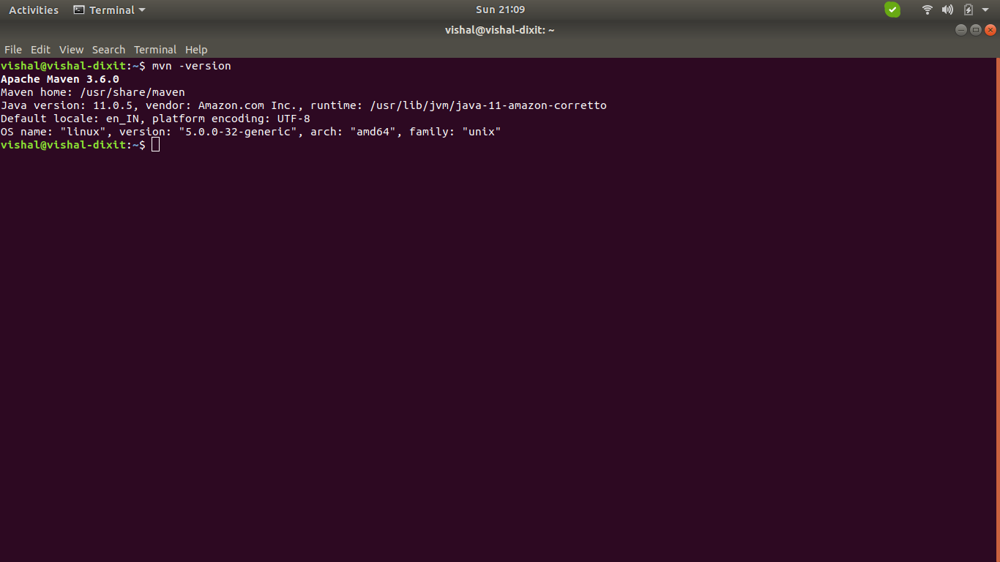 Activities Terminal Sun 21:09
vishal@vishal-dixit: ~
File Edit View Search Terminal Help
vishal@vishal-dixit:~$ mvn -version
Apache Maven 3.6.0
Maven home: /usr/share/maven
Java version: 11.0.5, vendor: Amazon.com Inc., runtime: /usr/lib/jvm/java-11-amazon-corretto
Default locale: en_IN, platform encoding: UTF-8
OS name: "linux", version: "5.0.0-32-generic", arch: "amd64", family: "unix"
vishal@vishal-dixit:~$